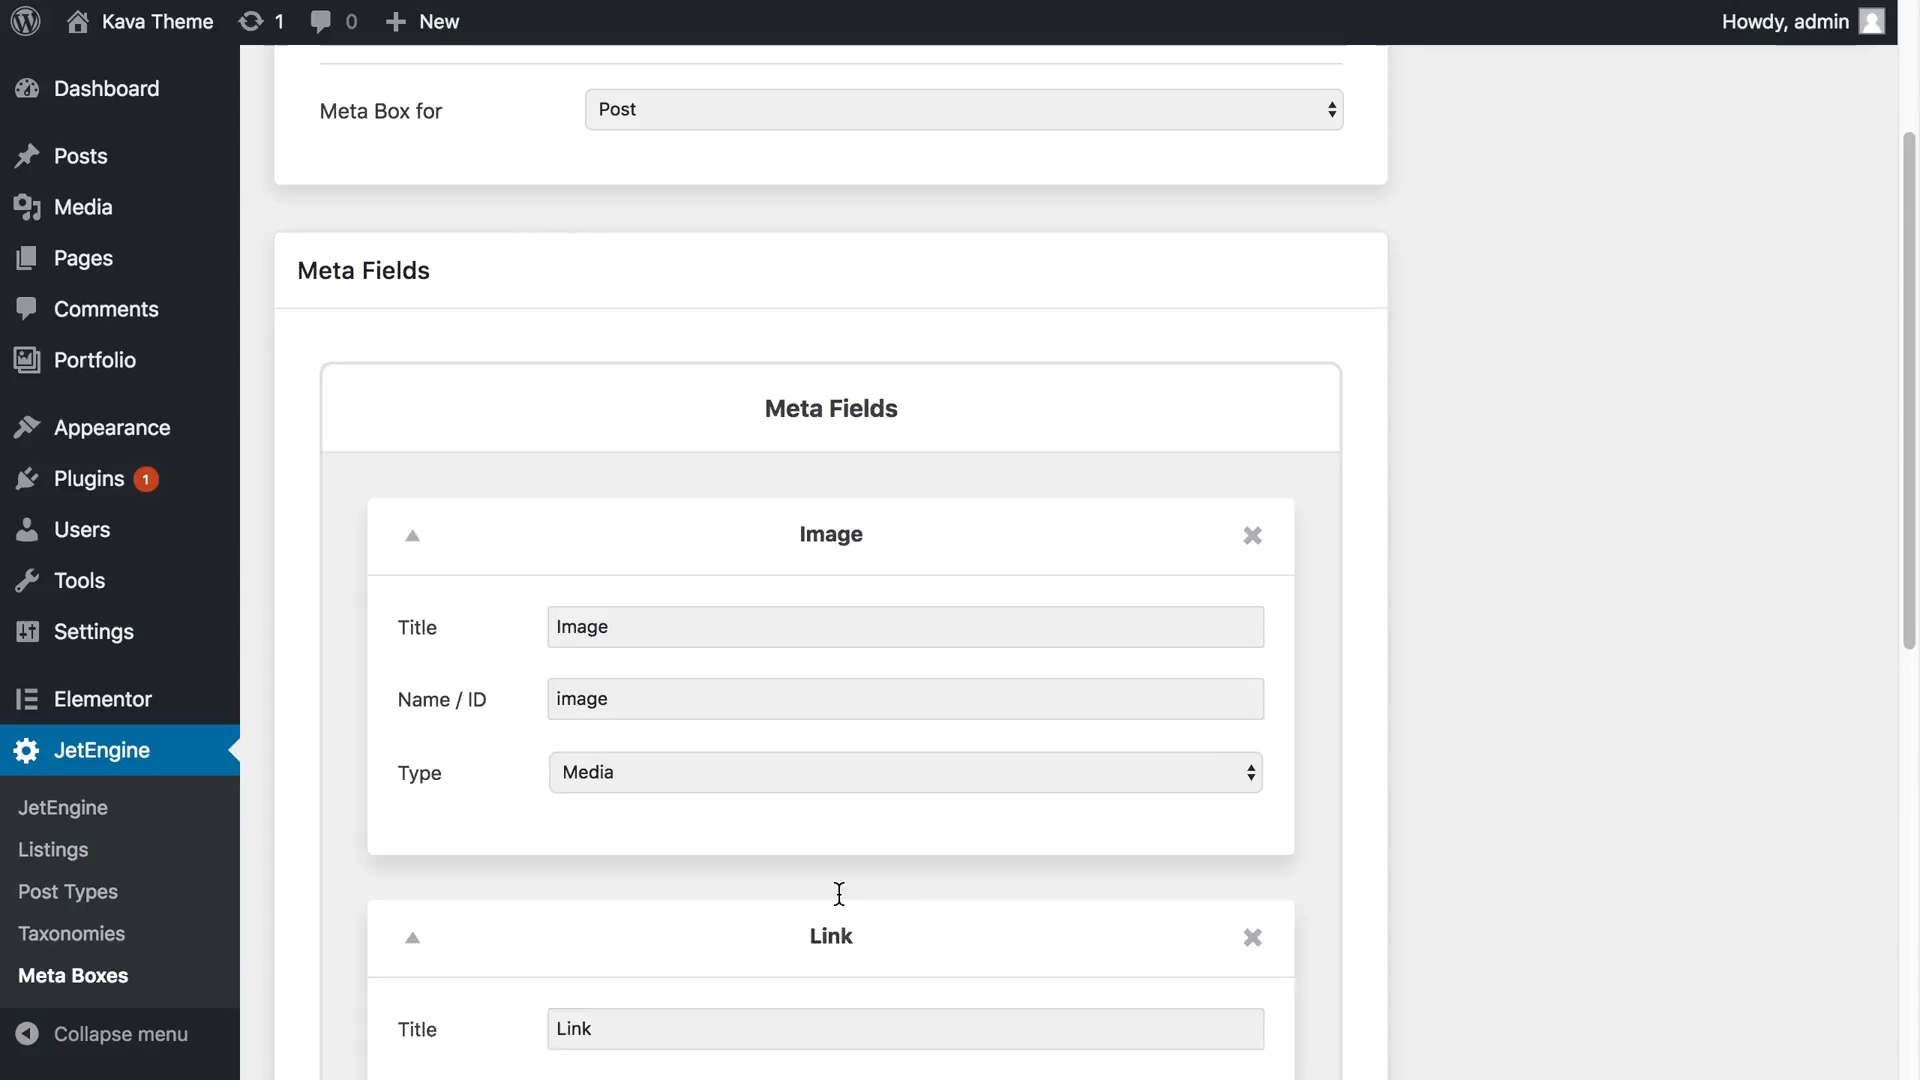 Kava Theme 1 0 New Howdy, admin
Dashboard
Posts
Media
Pages
Comments
Portfolio
Appearance
Plugins 1
Users
Tools
Settings
Elementor
JetEngine
JetEngine
Listings
Post Types
Taxonomies
Meta Boxes
Collapse menu
Meta Box for Post
Meta Fields
Meta Fields
Image
Title Image
Name / ID image
Type Media
Link
Title Link